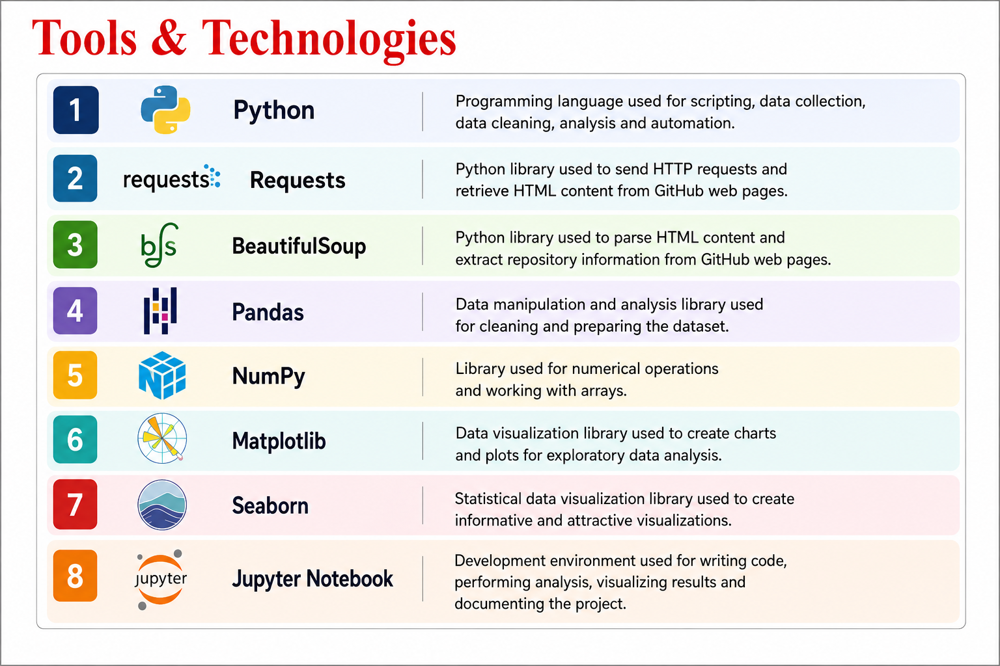 Tools & Technologies
1
Python
Programming language used for scripting, data collection,
data cleaning, analysis and automation.
2
requests
Requests
Python library used to send HTTP requests and
retrieve HTML content from GitHub web pages.
3
bs
BeautifulSoup
Python library used to parse HTML content and
extract repository information from GitHub web pages.
4
Pandas
Data manipulation and analysis library used
for cleaning and preparing the dataset.
5
N
NumPy
Library used for numerical operations
and working with arrays.
6
Matplotlib
Data visualization library used to create charts
and plots for exploratory data analysis.
7
Seaborn
Statistical data visualization library used to create
informative and attractive visualizations.
8
jupyter
Jupyter Notebook
Development environment used for writing code,
performing analysis, visualizing results and
documenting the project.